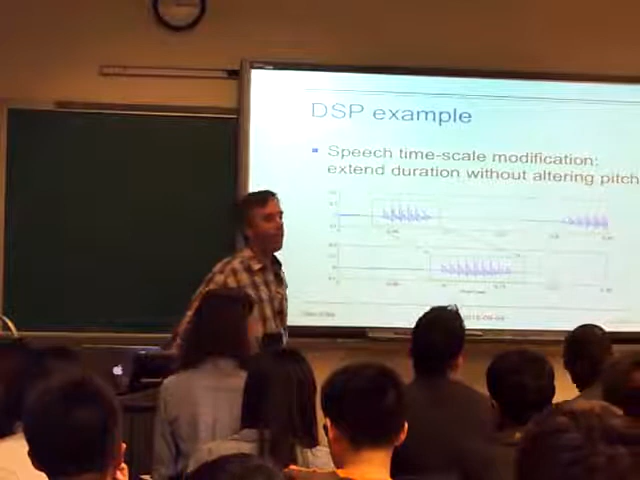 DSP example
Speech time-scale modification:
extend duration without altering pitch